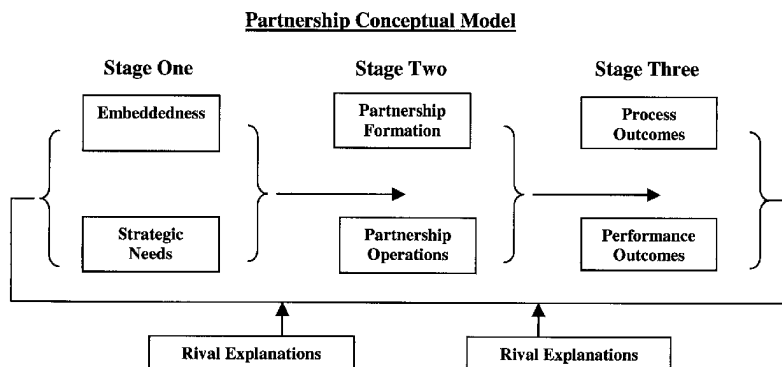 Partnership Conceptual Model
Stage One
Stage Two
Stage Three
Embeddedness
Partnership
Formation
Process
Outcomes
Strategic
Needs
Partnership
Operations
Performance
Outcomes
Rival Explanations
Rival Explanations